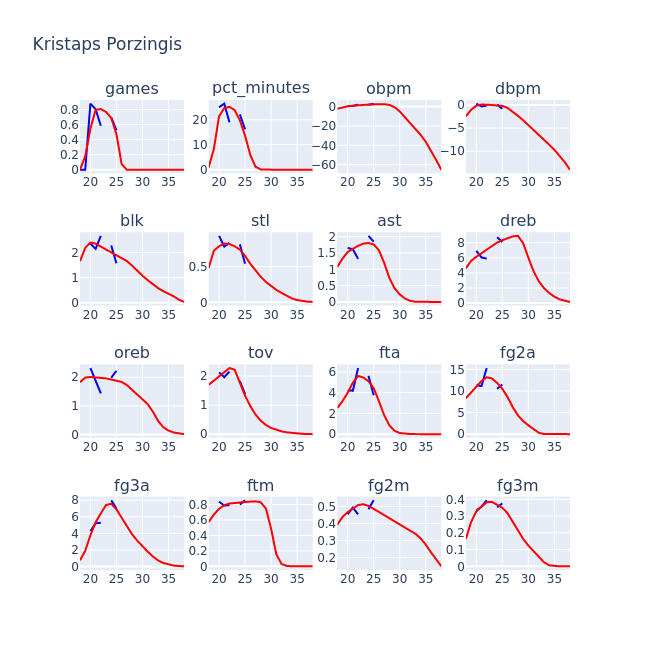 Kristaps Porzingis
games pct_minutes obpm dbpm
0.8 0.6 0.4 0.2 0 20 25 30 35
20 10 0 20 25 30 35
0 −20 −40 −60 20 25 30 35
0 −5 −10 20 25 30 35
blk stl ast dreb
2 1 0 20 25 30 35
0.5 0 20 25 30 35
2 1.5 1 0.5 0 20 25 30 35
8 6 4 2 0 20 25 30 35
oreb tov fta fg2a
2 1 0 20 25 30 35
2 1 0 20 25 30 35
6 4 2 0 20 25 30 35
15 10 5 0 20 25 30 35
fg3a ftm fg2m fg3m
8 6 4 2 0 20 25 30 35
0.8 0.6 0.4 0.2 0 20 25 30 35
0.5 0.4 0.3 0.2 20 25 30 35
0.4 0.3 0.2 0.1 0 20 25 30 35